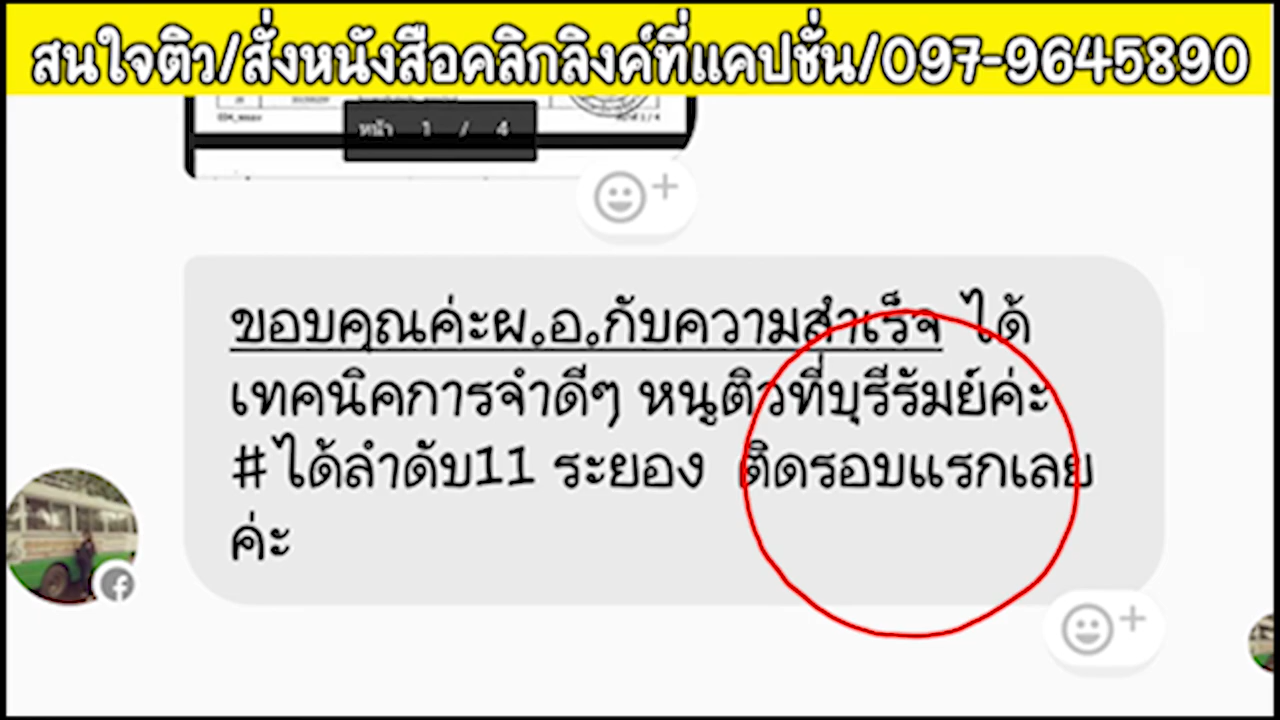 สนใจติว/สั่งหนังสือคลิกลิงค์ที่แคปชั่น/097-9645890
หน้า 1 / 4
ขอบคุณค่ะผ.อ.กับความสำเร็จ ได้
เทคนิคการจำดีๆ หนูติวที่บุรีรัมย์ค่ะ
#ได้ลำดับ11 ระยอง ติดรอบแรกเลย
ค่ะ